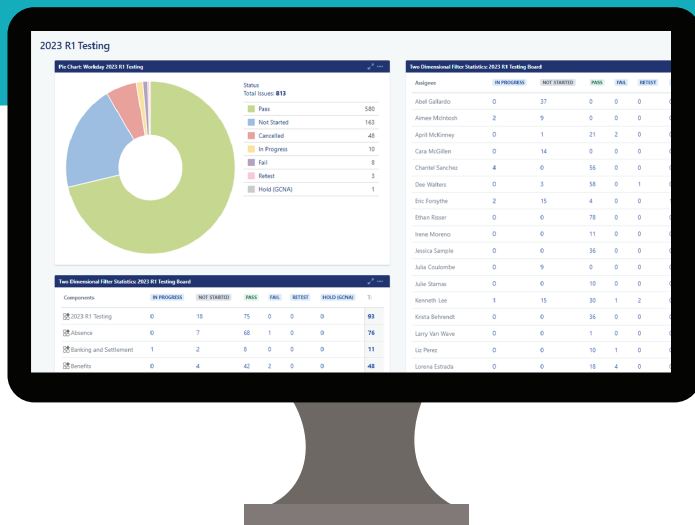 2023 R1 Testing
Pie Chart: Workday 2023 R1 Testing
Status
Total Issues: 813
Pass 580
Not Started 163
Cancelled 48
In Progress 10
Fail 8
Retest 3
Hold (GCNA) 1
Two Dimensional Filter Statistics: 2023 R1 Testing Board
Components IN PROGRESS NOT STARTED PASS FAIL RETEST HOLD (GCNA) T:
2023 R1 Testing 0 18 75 0 0 0 93
Absence 0 7 68 1 0 0 76
Banking and Settlement 1 2 8 0 0 0 11
Benefits 0 4 42 2 0 0 48
Two Dimensional Filter Statistics: 2023 R1 Testing Board
Assignee IN PROGRESS NOT STARTED PASS FAIL RETEST
Abel Gallardo 0 37 0 0 0
Aimee McIntosh 2 9 0 0 0
April McKinney 0 1 21 2 0
Cara McGillen 0 14 0 0 0
Chantel Sanchez 4 0 56 0 0
Dee Walters 0 3 58 0 1
Eric Forsythe 2 15 4 0 0
Ethan Risser 0 0 78 0 0
Irene Moreno 0 0 11 0 0
Jessica Sample 0 0 36 0 0
Julia Coulombe 0 9 0 0 0
Julie Stamas 0 0 10 0 0
Kenneth Lee 1 15 30 1 2
Krista Behrendt 0 0 36 0 0
Larry Van Wave 0 0 1 0 0
Liz Perez 0 0 10 1 0
Lorena Estrada 0 0 18 4 0